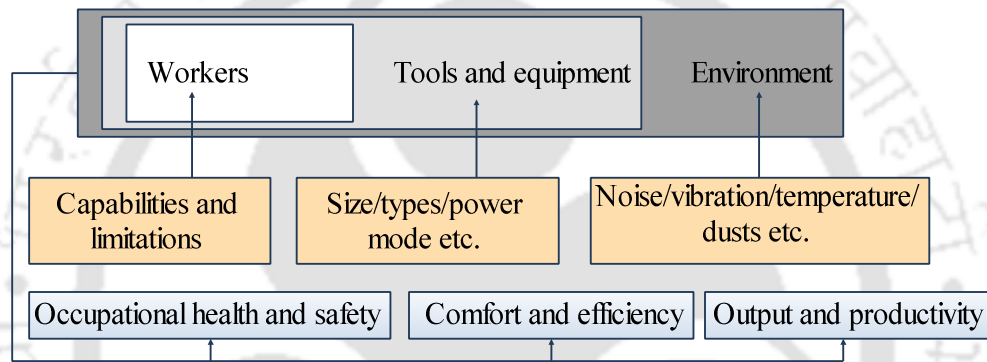 Workers
Tools and equipment
Environment
Capabilities and
limitations
Size/types/power
mode etc.
Noise/vibration/temperature/
dusts etc.
Occupational health and safety
Comfort and efficiency
Output and productivity